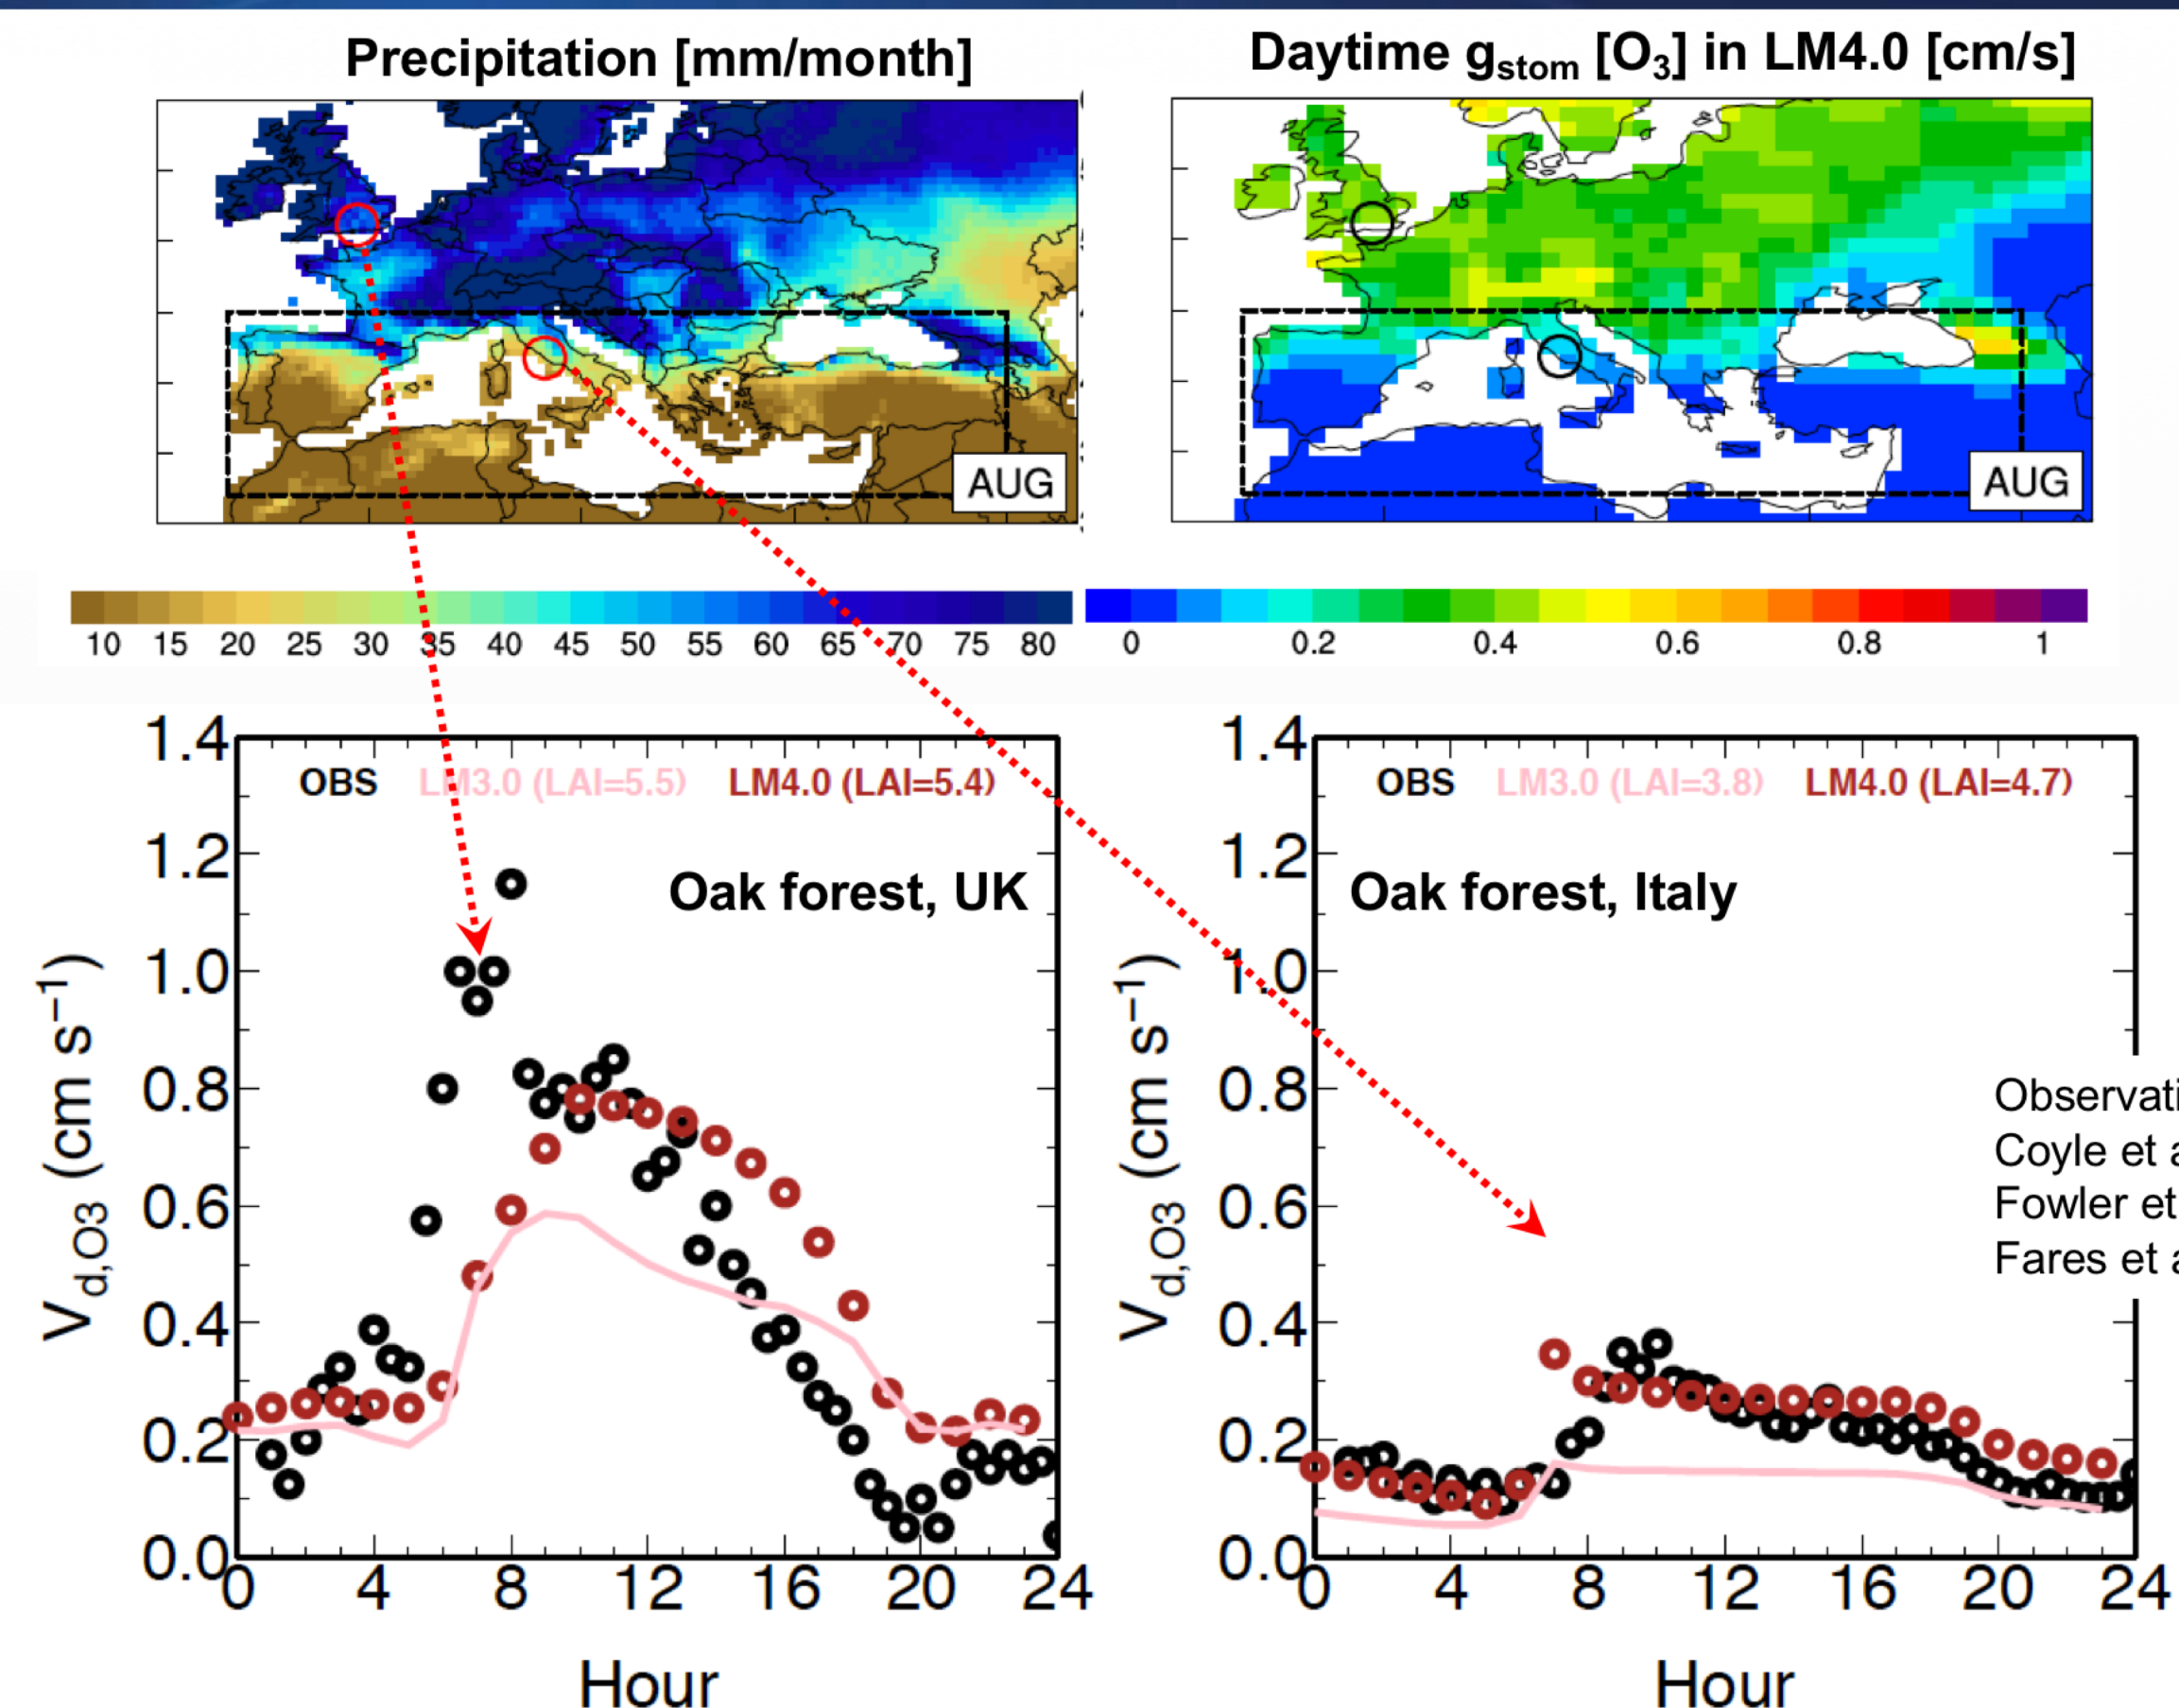 Precipitation [mm/month]
Daytime gstom [O3] in LM4.0 [cm/s]
AUG
AUG
10 15 20 25 30 35 40 45 50 55 60 65 70 75 80
0 0.2 0.4 0.6 0.8 1
1.4
1.2
1.0
0.8
0.6
0.4
0.2
0.0
Vd,O3 (cm s−1)
OBS LM3.0 (LAI=5.5) LM4.0 (LAI=5.4)
Oak forest, UK
0 4 8 12 16 20 24
Hour
1.4
1.2
1.0
0.8
0.6
0.4
0.2
0.0
Vd,O3 (cm s−1)
OBS LM3.0 (LAI=3.8) LM4.0 (LAI=4.7)
Oak forest, Italy
Coyle et
Fowler et
Fares et
0 4 8 12 16 20 24
Hour